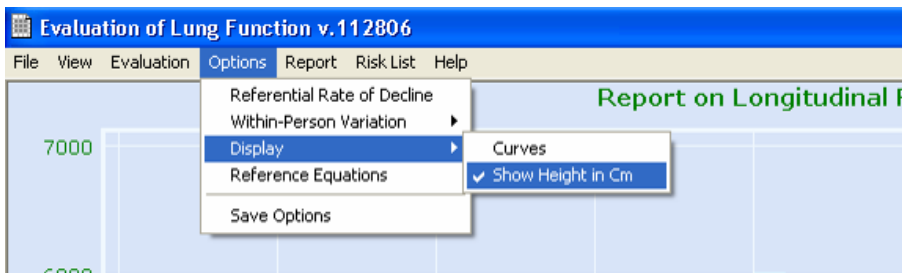 Evaluation of Lung Function v.112806
File View Evaluation Options Report Risk List Help
Report on Longitudinal
Referential Rate of Decline
Within-Person Variation
Display
Reference Equations
Save Options
Curves
Show Height in Cm
7000